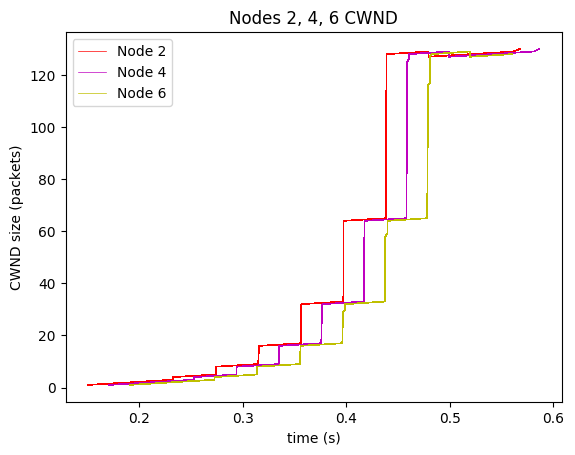 Nodes 2, 4, 6 CWND
Node 2
Node 4
Node 6
CWND size (packets)
120
100
80
60
40
20
0
0.2
0.3
0.4
0.5
0.6
time (s)